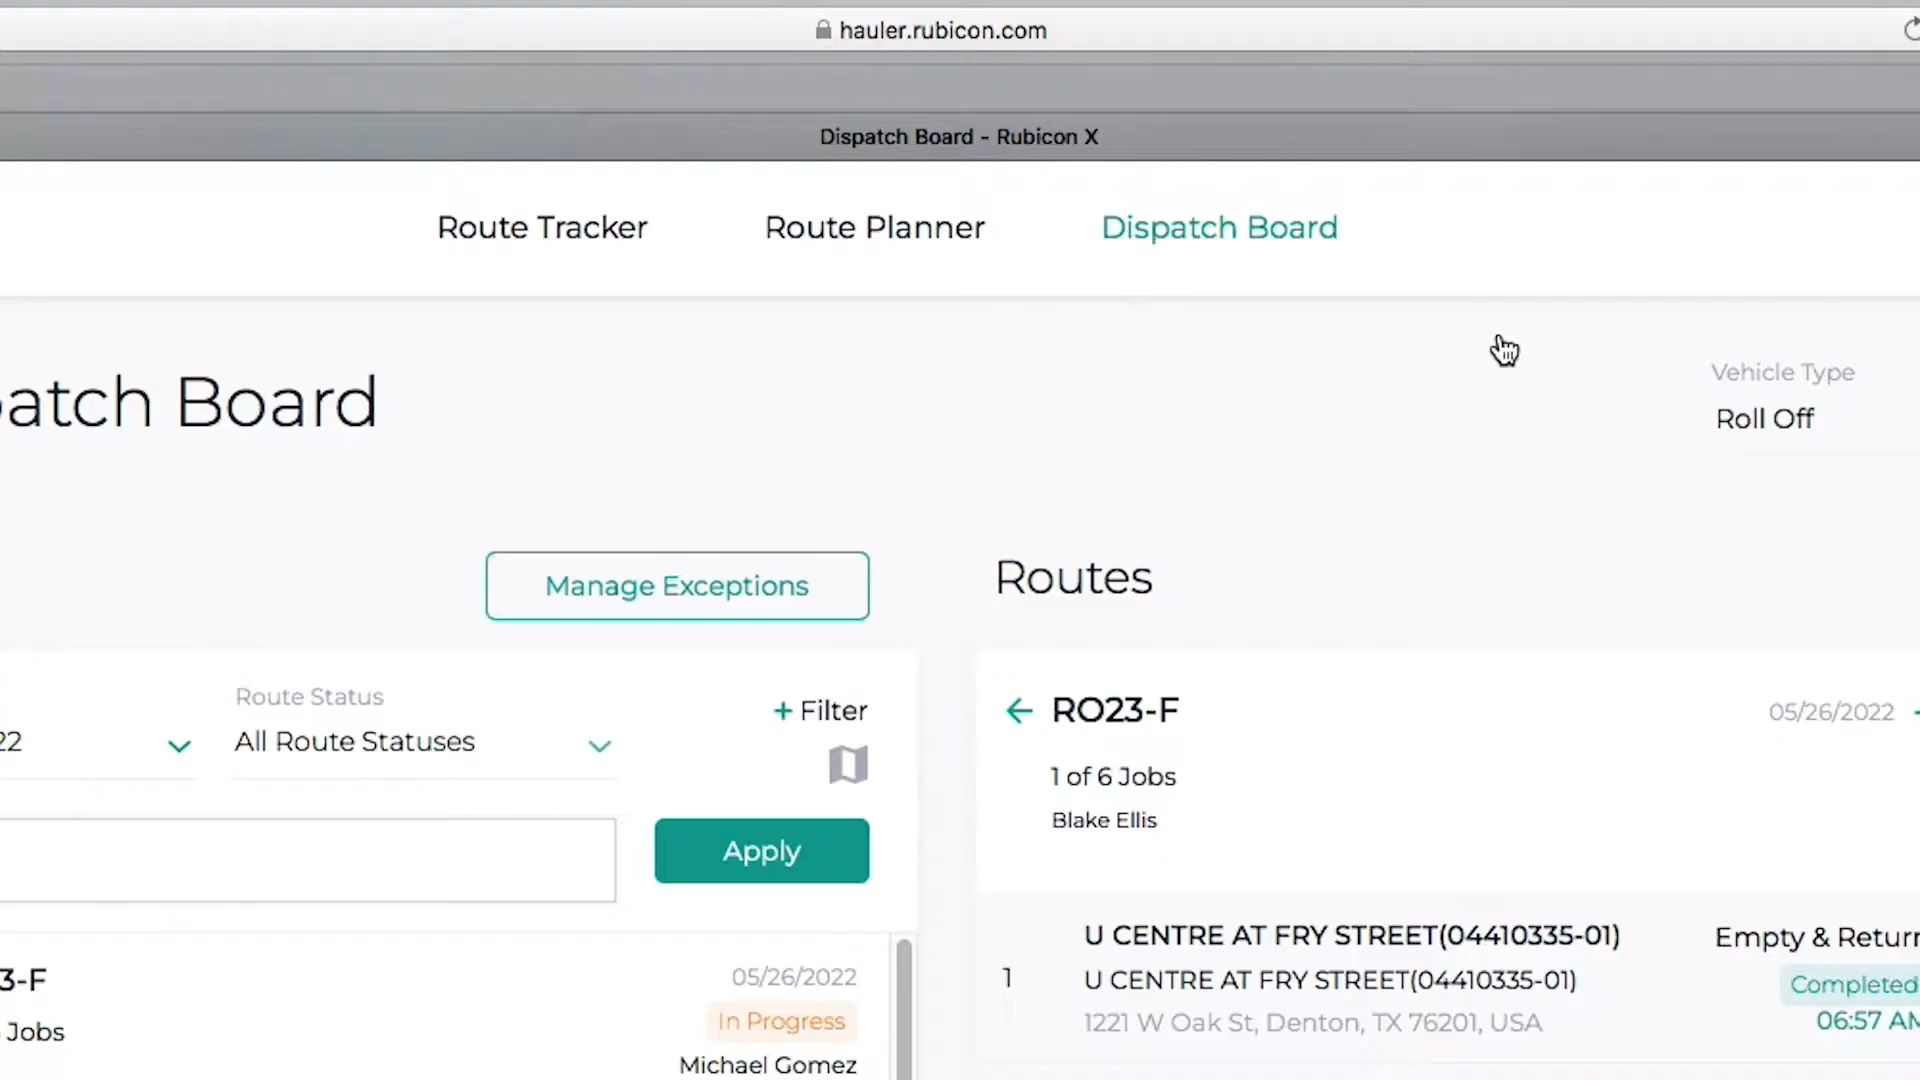 hauler.rubicon.com
Dispatch Board - Rubicon X
Route Tracker Route Planner Dispatch Board
patch Board
Vehicle Type
Roll Off
Manage Exceptions
22
Route Status
All Route Statuses
+ Filter
Apply
3-F
05/26/2022
Jobs
In Progress
Michael Gomez
Routes
RO23-F
05/26/2022
1 of 6 Jobs
Blake Ellis
1
U CENTRE AT FRY STREET(04410335-01)
U CENTRE AT FRY STREET(04410335-01)
1221 W Oak St, Denton, TX 76201, USA
Empty & Return
Completed
06:57 AM